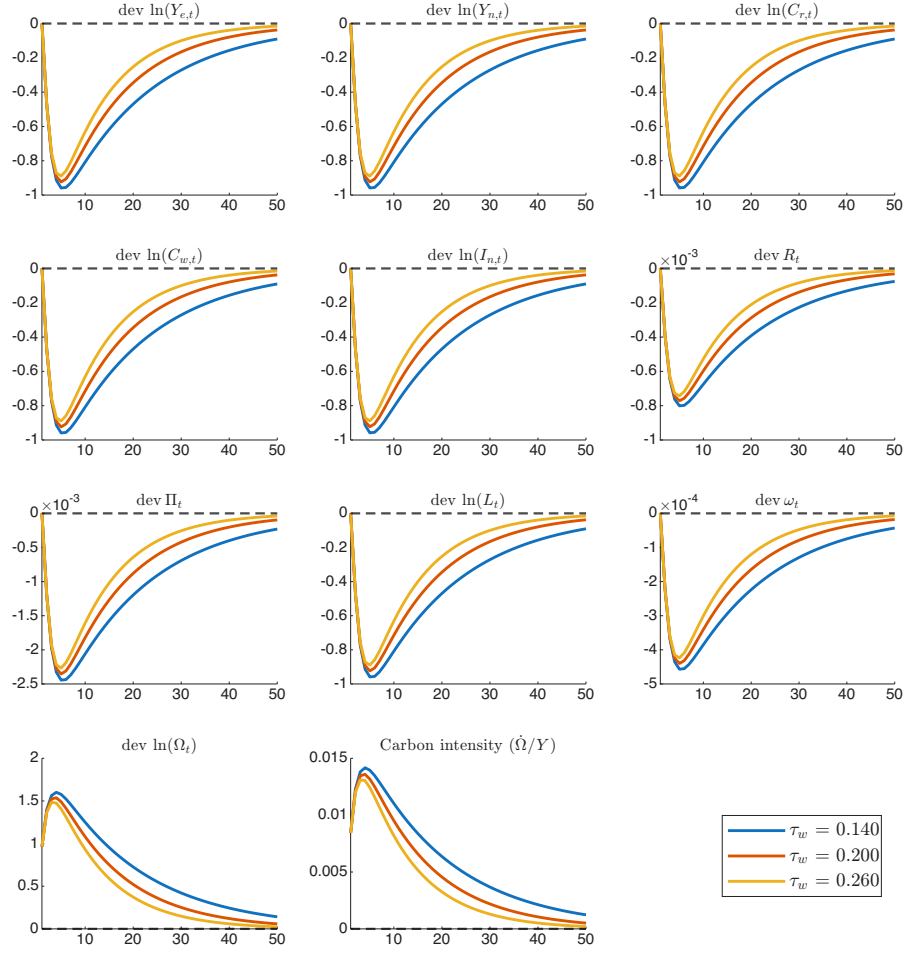 dev ln(Y_{e,t})
dev ln(Y_{n,t})
dev ln(C_{r,t})
0
-0.2
-0.4
-0.6
-0.8
-1
10 20 30 40 50
0
-0.2
-0.4
-0.6
-0.8
-1
10 20 30 40 50
0
-0.2
-0.4
-0.6
-0.8
-1
10 20 30 40 50
dev ln(C_{w,t})
dev ln(I_{n,t})
dev R_t
0
-0.2
-0.4
-0.6
-0.8
-1
10 20 30 40 50
0
-0.2
-0.4
-0.6
-0.8
-1
10 20 30 40 50
×10^{-3}
0
-0.2
-0.4
-0.6
-0.8
-1
10 20 30 40 50
dev Π_t
dev ln(L_t)
dev ω_t
×10^{-3}
0
-0.5
-1
-1.5
-2
-2.5
10 20 30 40 50
0
-0.2
-0.4
-0.6
-0.8
-1
10 20 30 40 50
×10^{-4}
0
-1
-2
-3
-4
-5
10 20 30 40 50
dev ln(Ω_t)
Carbon intensity (Ω̇/Y)
2
1.5
1
0.5
0
10 20 30 40 50
0.015
0.01
0.005
0
10 20 30 40 50
τ_w = 0.140
τ_w = 0.200
τ_w = 0.260